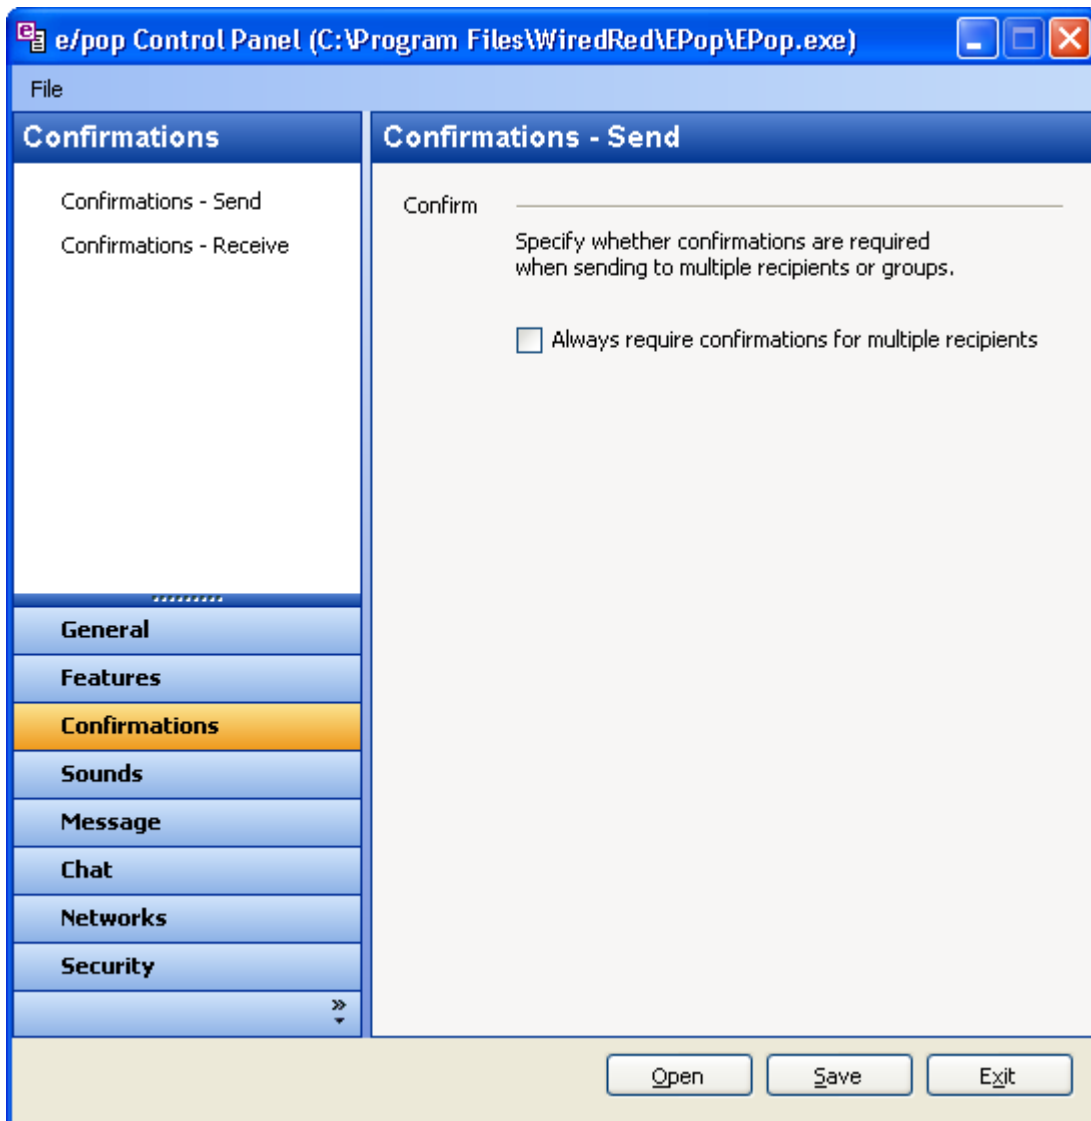 e/pop Control Panel (C:\Program Files\WiredRed\EPop\EPop.exe)
File
Confirmations
Confirmations - Send
Confirmations - Receive
General
Features
Confirmations
Sounds
Message
Chat
Networks
Security
Confirmations - Send
Confirm
Specify whether confirmations are required
when sending to multiple recipients or groups.
Always require confirmations for multiple recipients
Open
Save
Exit